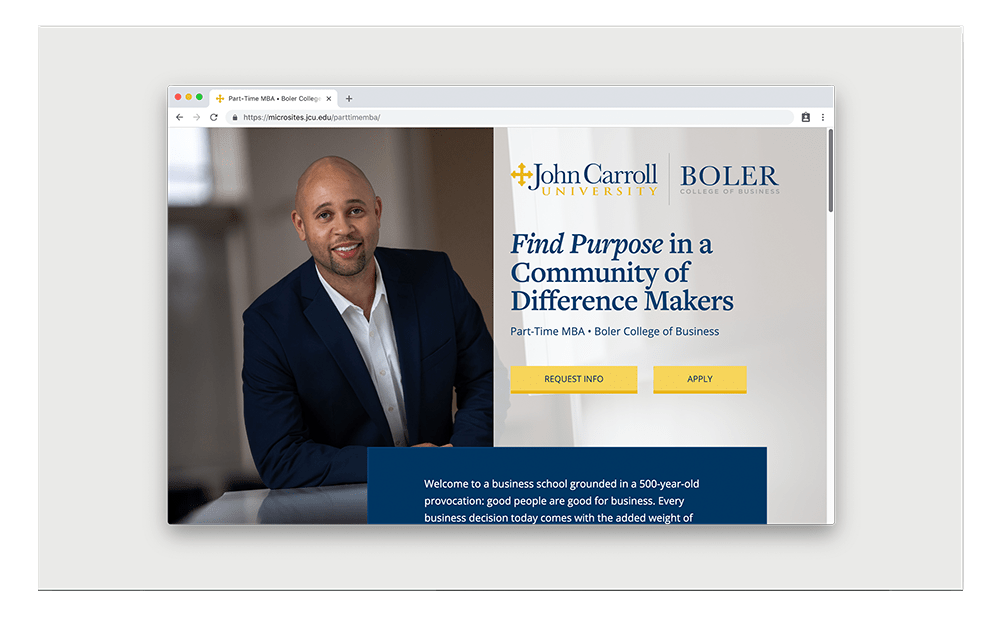 Part-Time MBA • Boler College
https://microsites.jcu.edu/parttimemba/
John Carroll
UNIVERSITY
BOLER
COLLEGE OF BUSINESS
Find Purpose in a
Community of
Difference Makers
Part-Time MBA • Boler College of Business
REQUEST INFO
APPLY
Welcome to a business school grounded in a 500-year-old
provocation: good people are good for business. Every
business decision today comes with the added weight of